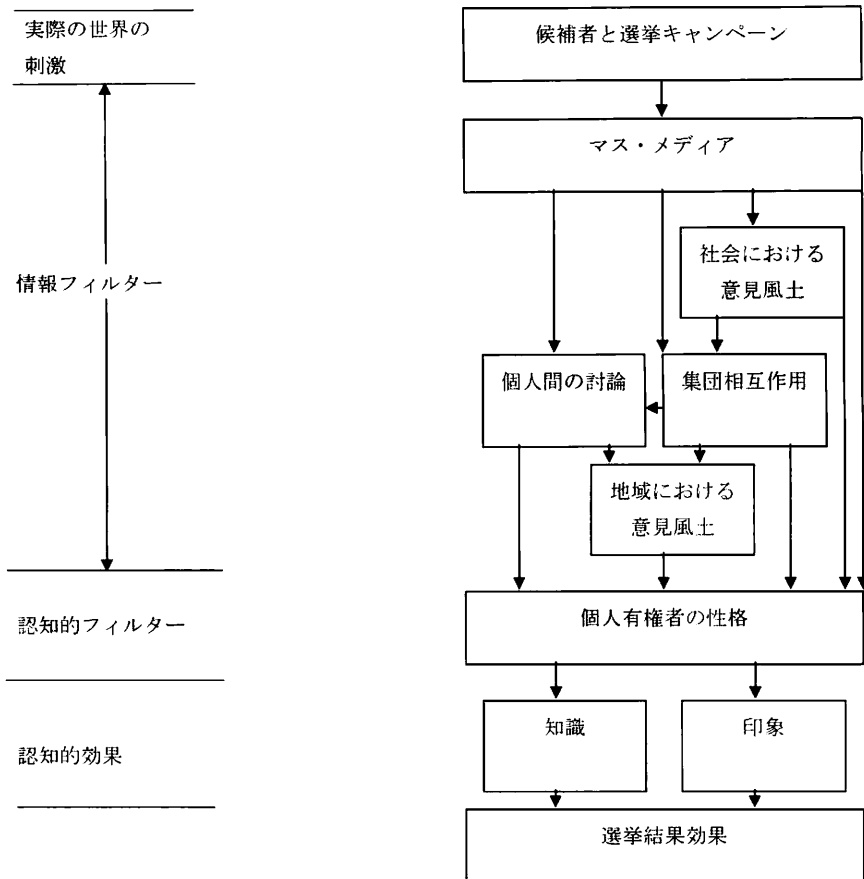 実際の世界の
刺激
候補者と選挙キャンペーン
マス・メディア
社会における
意見風土
情報フィルター
個人間の討論
集団相互作用
地域における
意見風土
認知的フィルター
個人有権者の性格
知識
印象
認知的効果
選挙結果効果